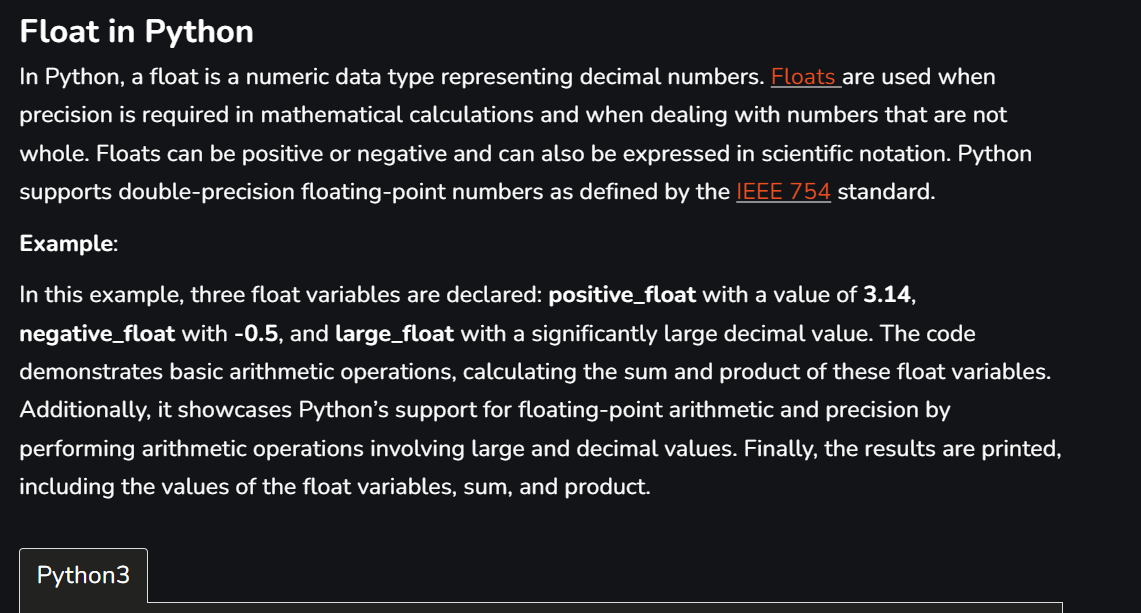 Float in Python
In Python, a float is a numeric data type representing decimal numbers. Floats are used when
precision is required in mathematical calculations and when dealing with numbers that are not
whole. Floats can be positive or negative and can also be expressed in scientific notation. Python
supports double-precision floating-point numbers as defined by the IEEE 754 standard.
Example:
In this example, three float variables are declared: positive_float with a value of 3.14,
negative_float with -0.5, and large_float with a significantly large decimal value. The code
demonstrates basic arithmetic operations, calculating the sum and product of these float variables.
Additionally, it showcases Python’s support for floating-point arithmetic and precision by
performing arithmetic operations involving large and decimal values. Finally, the results are printed,
including the values of the float variables, sum, and product.
Python3